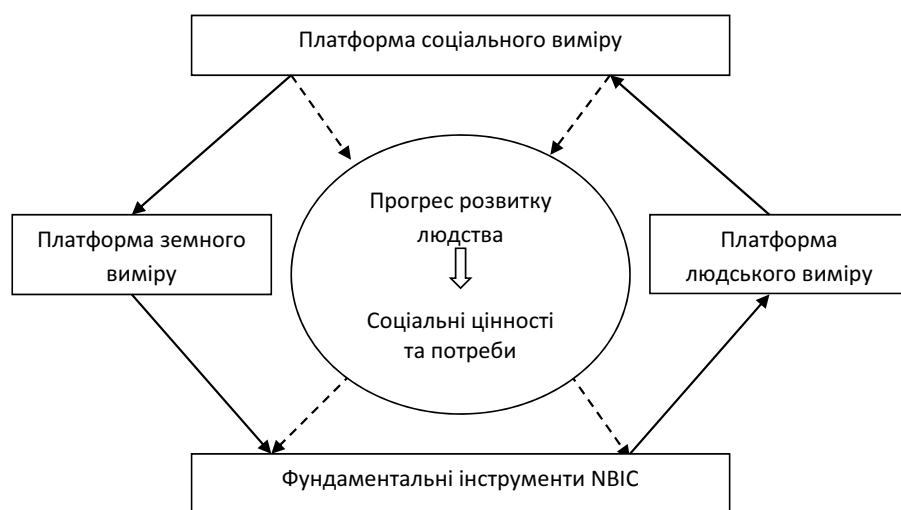 Платформа соціального виміру
Прогрес розвитку
людства
Платформа земного
виміру
Платформа
людського виміру
Соціальні цінності
та потреби
Фундаментальні інструменти NBIC